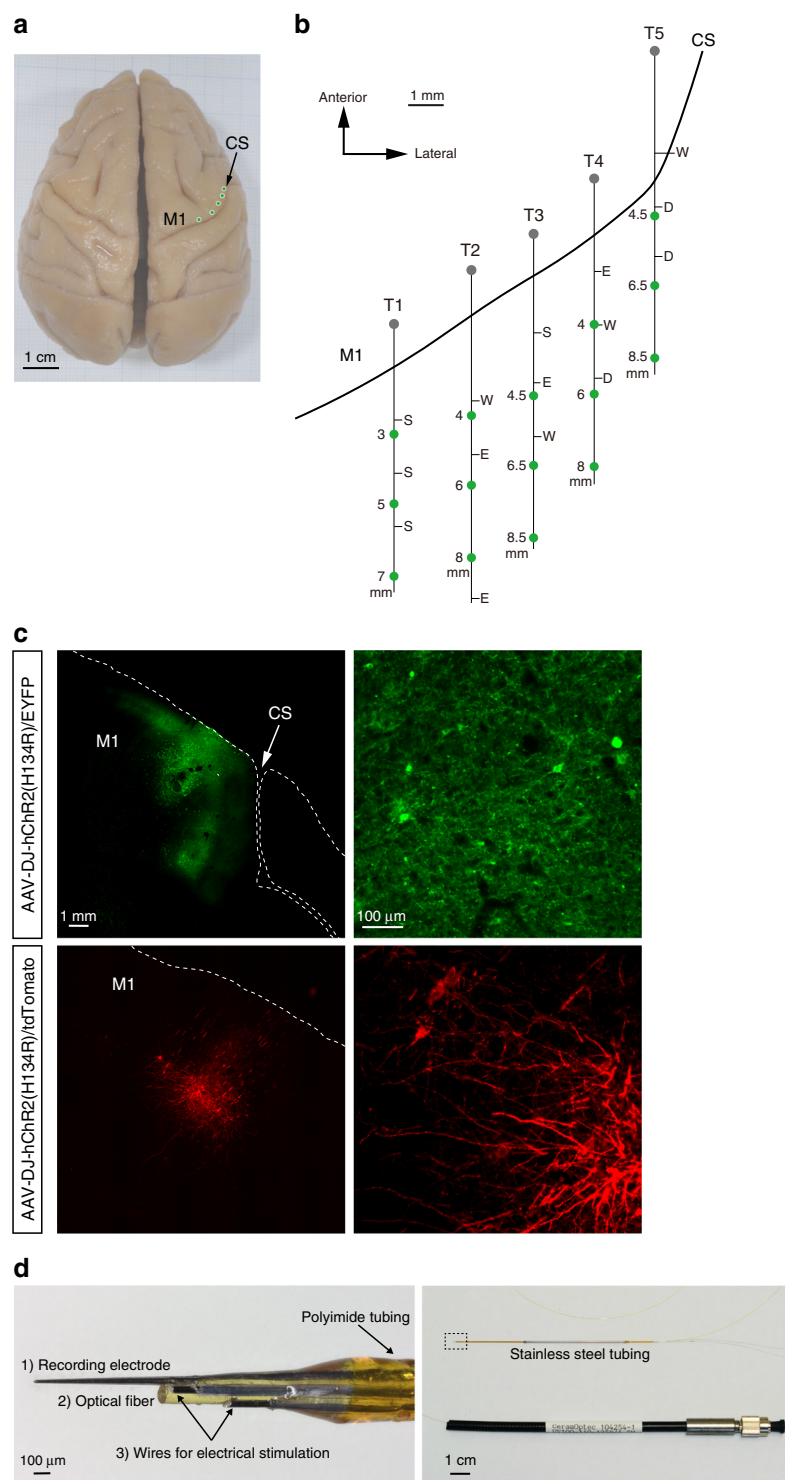 a
CS
M1
1 cm
b
T5
CS
Anterior
1 mm
Lateral
W
T4
D
T3
4.5
T2
D
E
6.5
T1
S
4
W
M1
8.5
mm
E
D
W
4.5
6
4
S
3
W
E
6.5
8
mm
S
6
5
S
8.5
mm
8
mm
7
mm
E
c
AAV-DJ-hChR2(H134R)/EYFP
M1
CS
1 mm
100 μm
AAV-DJ-hChR2(H134R)/tdTomato
M1
d
Polyimide tubing
1) Recording electrode
2) Optical fiber
3) Wires for electrical stimulation
100 μm
Stainless steel tubing
CeramOptec 104254-1
1 cm